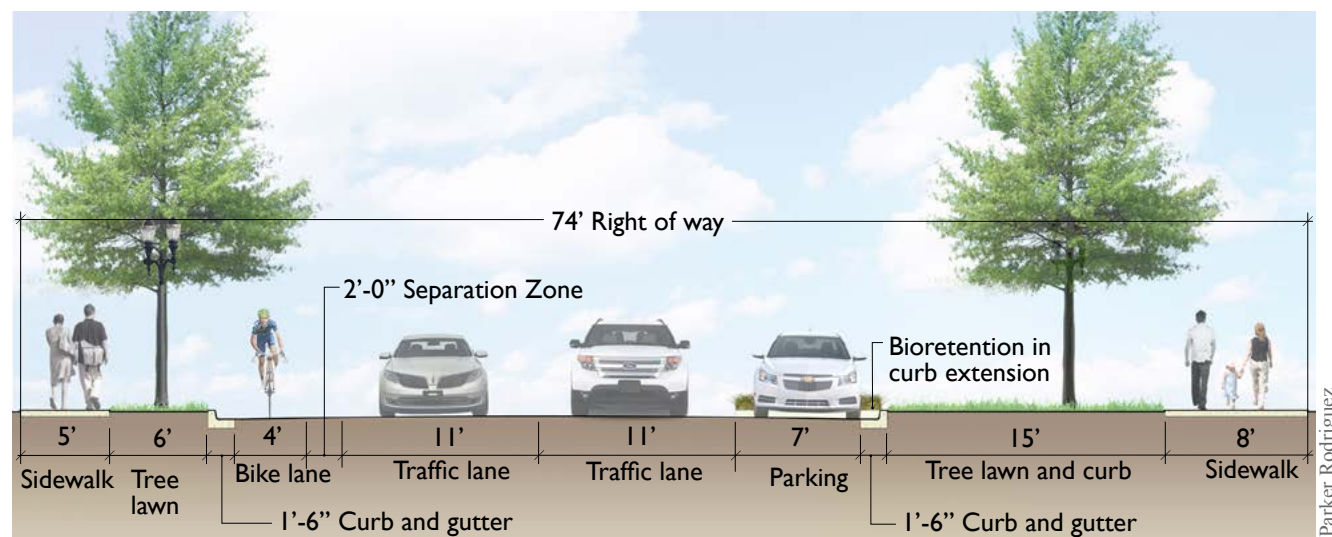 74’ Right of way
2’-0” Separation Zone
Bioretention in
curb extension
5’
6’
4’
11’
11’
7’
15’
8’
Sidewalk
Tree
lawn
Bike lane
Traffic lane
Traffic lane
Parking
Tree lawn and curb
Sidewalk
1’-6” Curb and gutter
1’-6” Curb and gutter
Parker Rodriguez